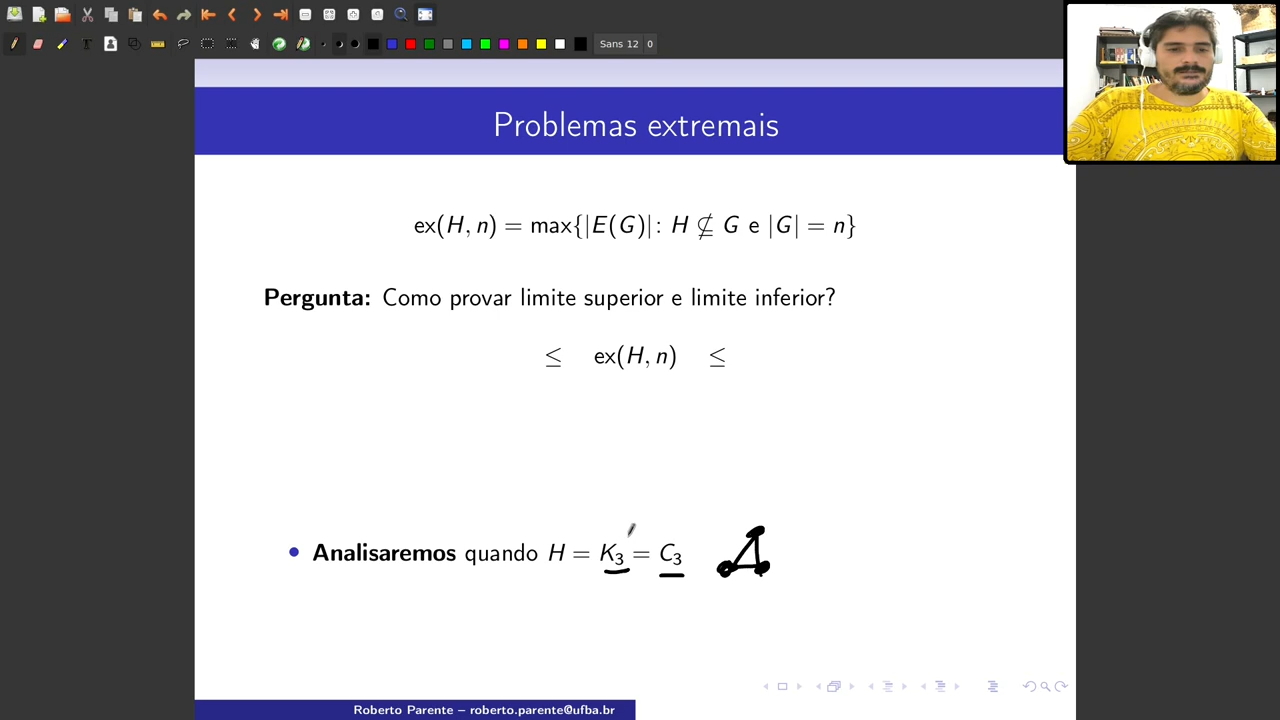 Sans 12 0
Problemas extremais
ex(H, n) = max{|E(G)|: H ⊈ G e |G| = n}
Pergunta: Como provar limite superior e limite inferior?
≤ ex(H, n) ≤
• Analisaremos quando H = K₃ = C₃
Roberto Parente – roberto.parente@ufba.br